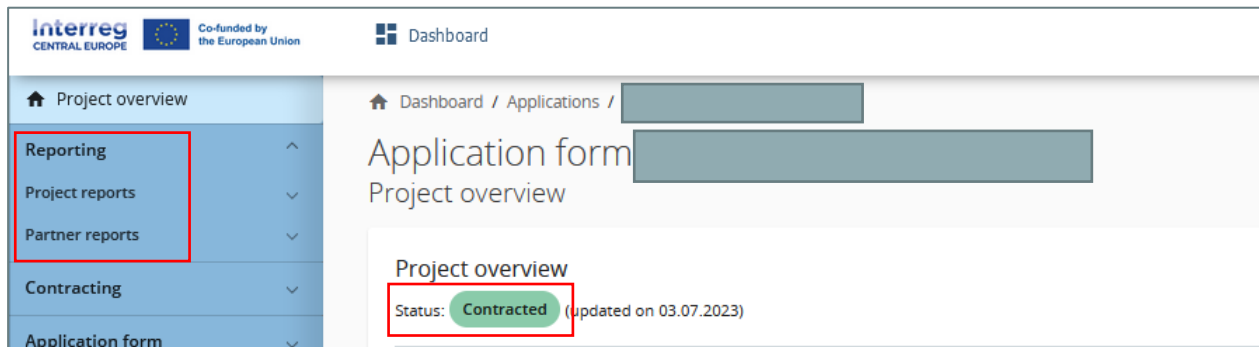 Interreg
CENTRAL EUROPE
Co-funded by
the European Union
Dashboard
Project overview
Dashboard / Applications /
Reporting
Application form
Project reports
Project overview
Partner reports
Project overview
Contracting
Status: Contracted (updated on 03.07.2023)
Application form